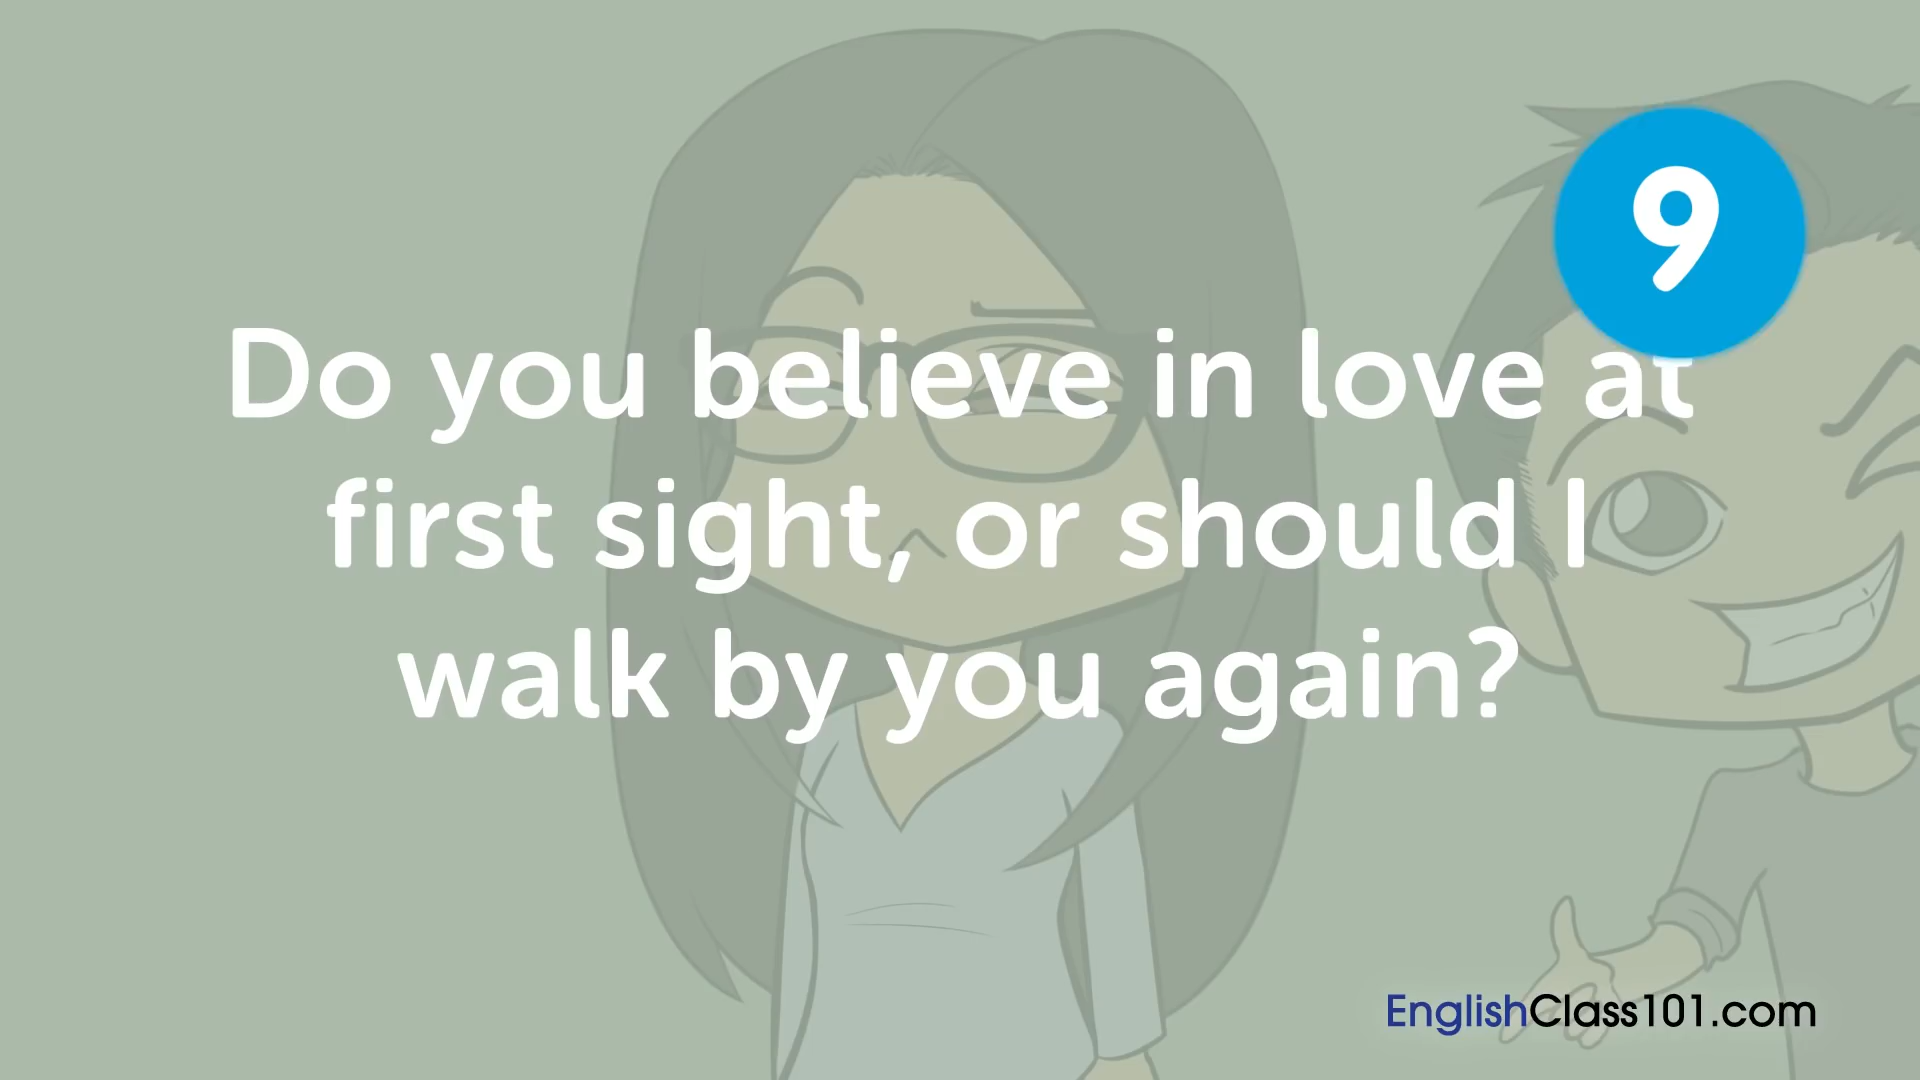 9
Do you believe in love at
first sight, or should I
walk by you again?
EnglishClass101.com